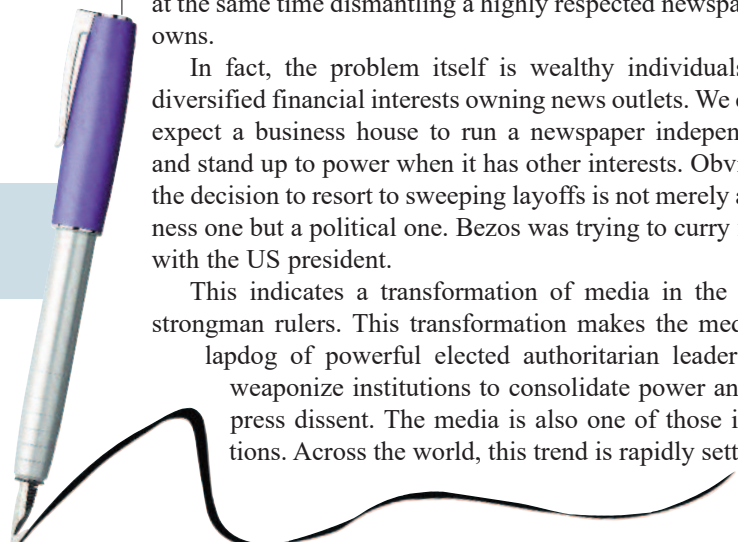 at the same time dismantling a highly respected newspa
owns.
In fact, the problem itself is wealthy individuals
diversified financial interests owning news outlets. We
expect a business house to run a newspaper indepen
and stand up to power when it has other interests. Obv
the decision to resort to sweeping layoffs is not merely a
ness one but a political one. Bezos was trying to curry
with the US president.
This indicates a transformation of media in the
strongman rulers. This transformation makes the med
lapdog of powerful elected authoritarian leader
weaponize institutions to consolidate power an
press dissent. The media is also one of those i
tions. Across the world, this trend is rapidly sett